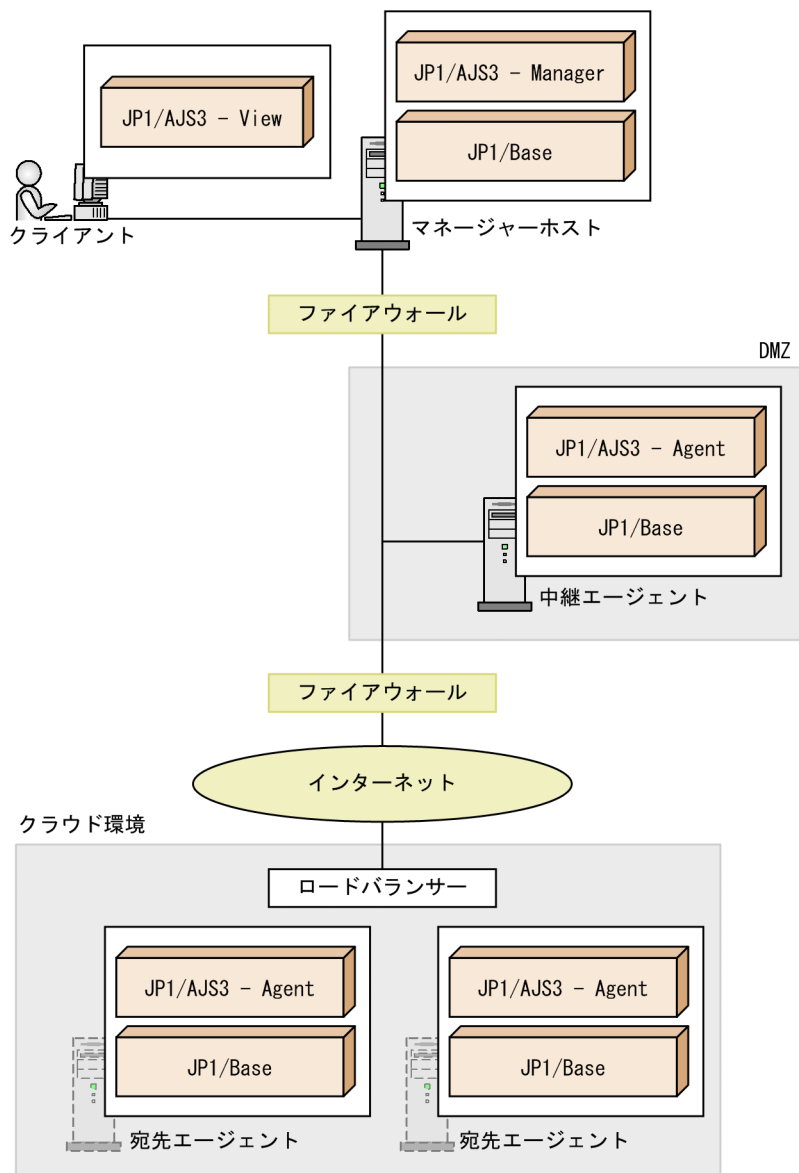 JP1/AJS3 - View
JP1/AJS3 - Manager
JP1/Base
クライアント
マネージャーホスト
ファイアウォール
DMZ
JP1/AJS3 - Agent
JP1/Base
中継エージェント
ファイアウォール
インターネット
クラウド環境
ロードバランサー
JP1/AJS3 - Agent
JP1/Base
宛先エージェント
JP1/AJS3 - Agent
JP1/Base
宛先エージェント